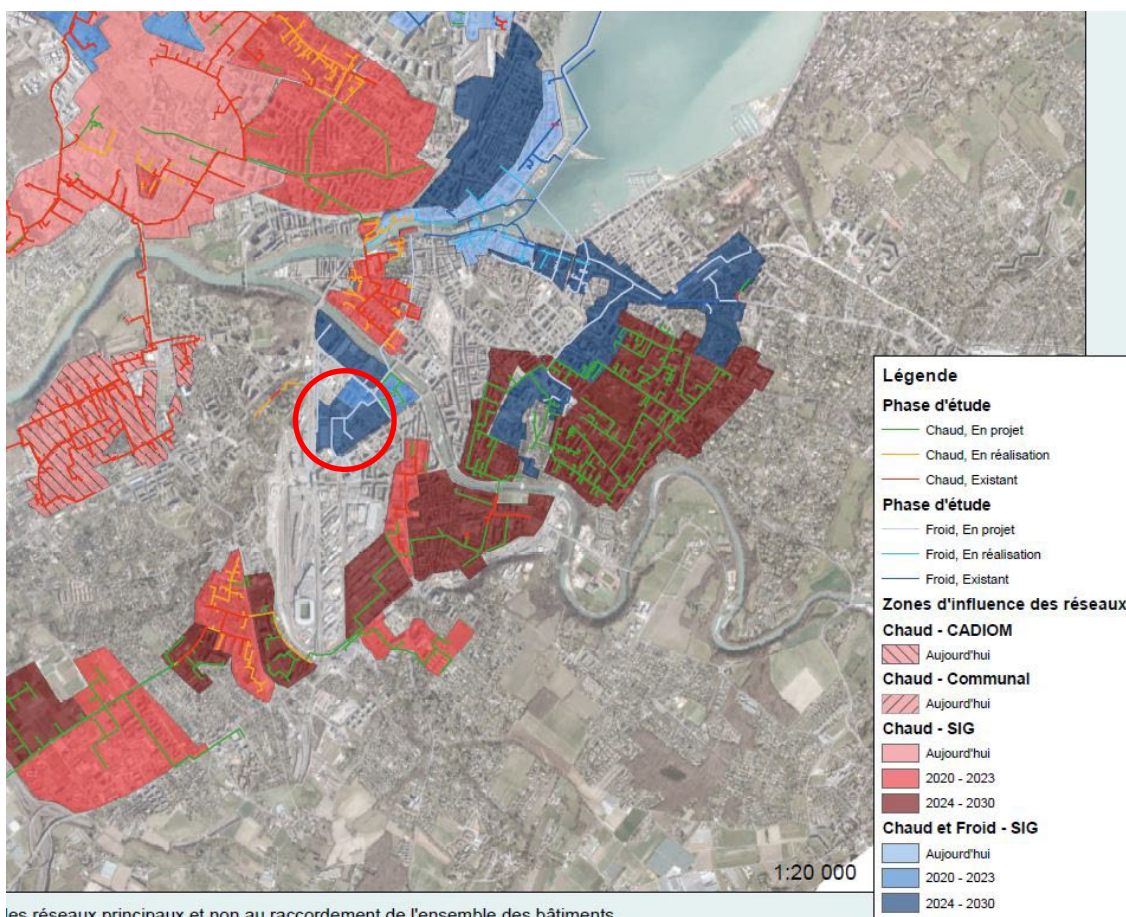 Légende
Phase d'étude
Chaud, En projet
Chaud, En réalisation
Chaud, Existant
Phase d'étude
Froid, En projet
Froid, En réalisation
Froid, Existant
Zones d'influence des réseaux
Chaud - CADIOM
Aujourd'hui
Chaud - Communal
Aujourd'hui
Chaud - SIG
Aujourd'hui
2020 - 2023
2024 - 2030
Chaud et Froid - SIG
Aujourd'hui
2020 - 2023
2024 - 2030
1:20 000
les réseaux principaux et non au raccordement de l'ensemble des bâtiments